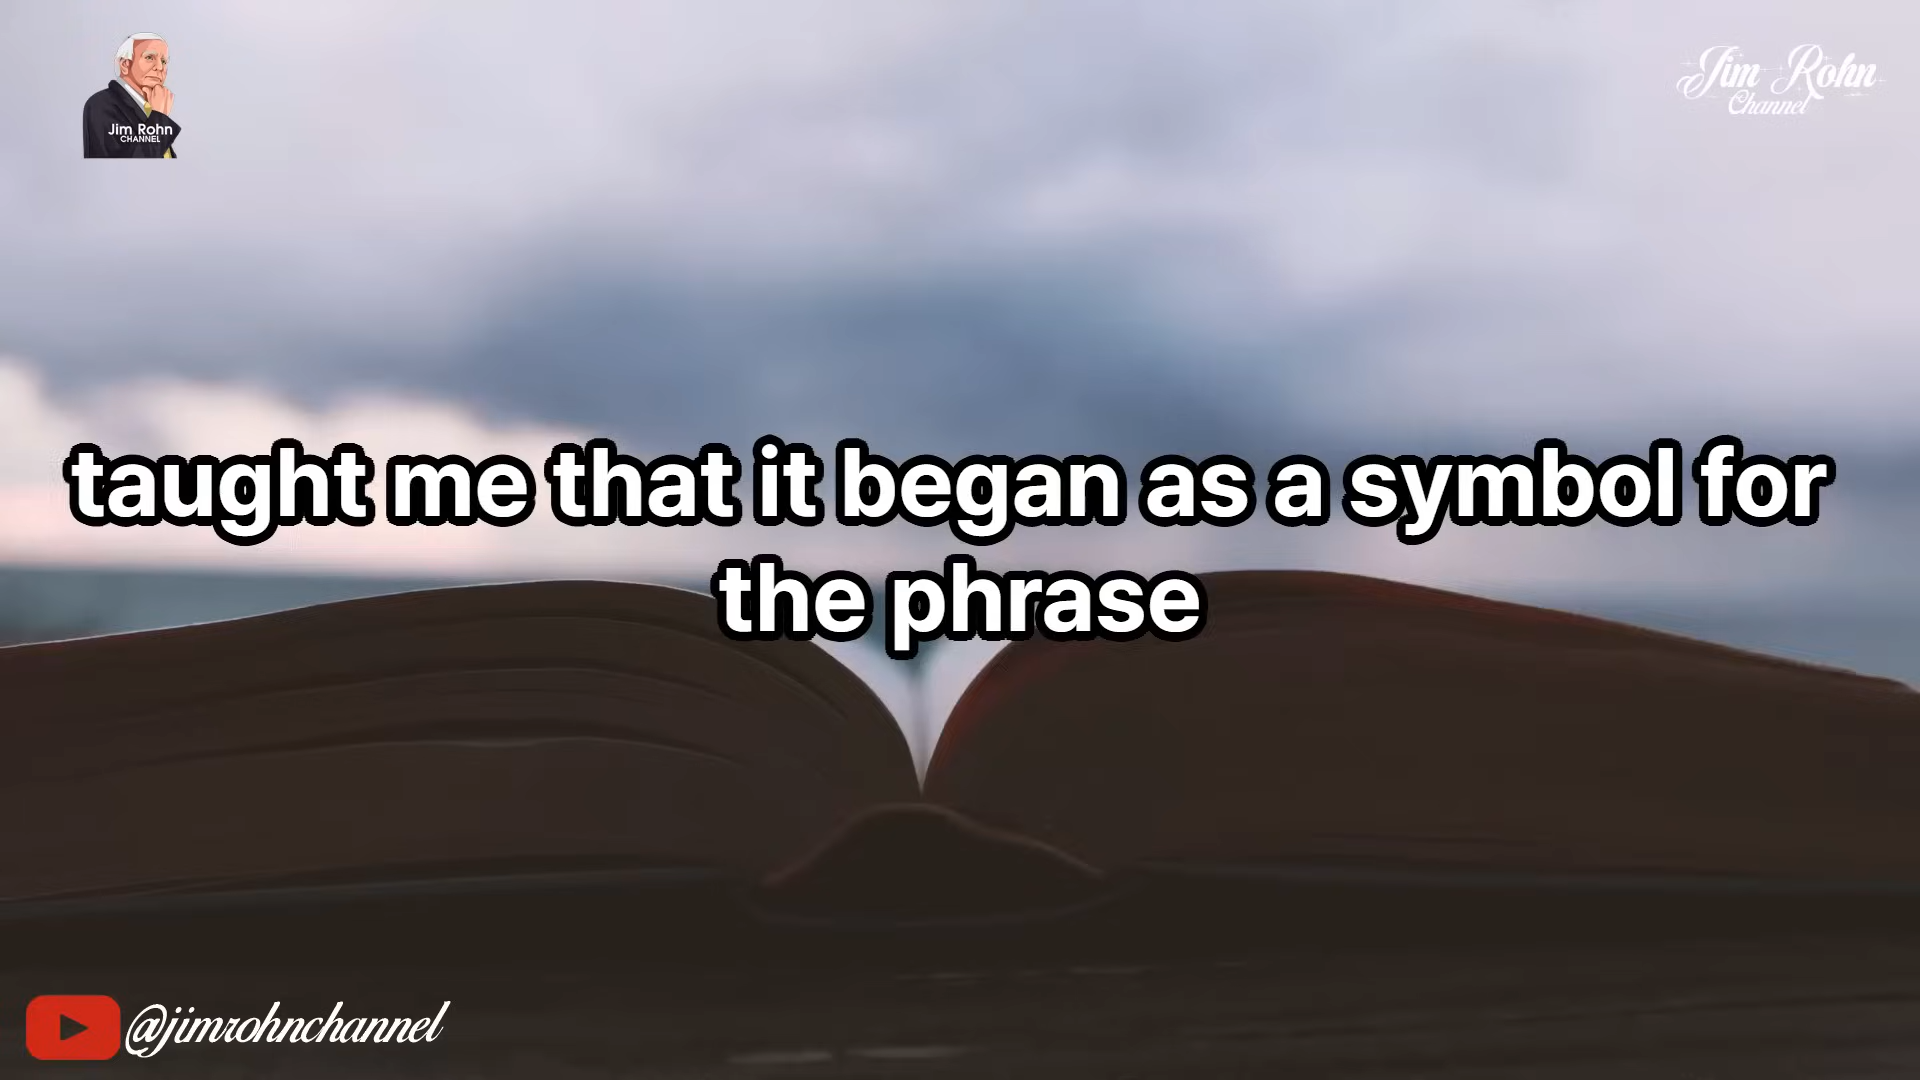 Jim Rohn
CHANNEL
Jim Rohn
Channel
taught me that it began as a symbol for
the phrase
@jimrohnchannel